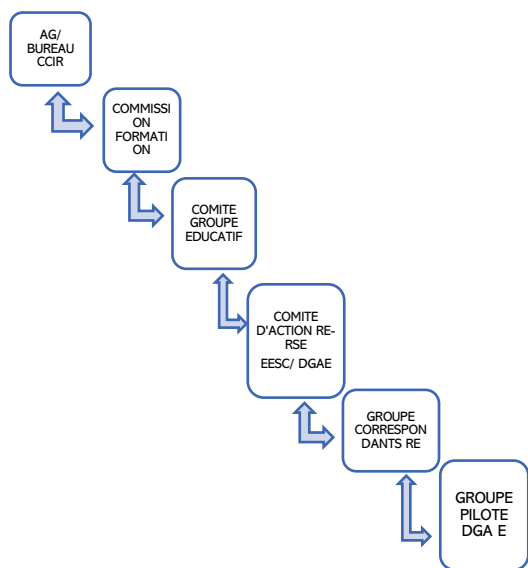 AG/
BUREAU
CCIR
COMMISSI
ON
FORMATI
ON
COMITE
GROUPE
EDUCATIF
COMITE
D'ACTION RE-
RSE
EESC/ DGAE
GROUPE
CORRESPON
DANTS RE
GROUPE
PILOTE
DGA E